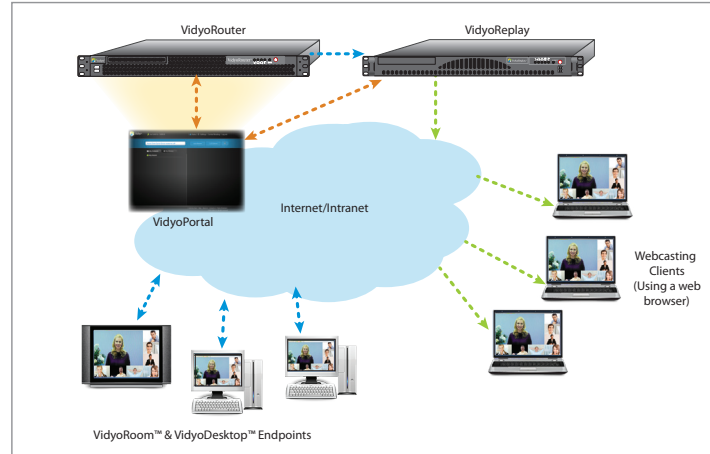 VidyoRouter
VidyoReplay
VidyoPortal
Internet/Intranet
Webcasting
Clients
(Using a web
browser)
VidyoRoom™ & VidyoDesktop™ Endpoints